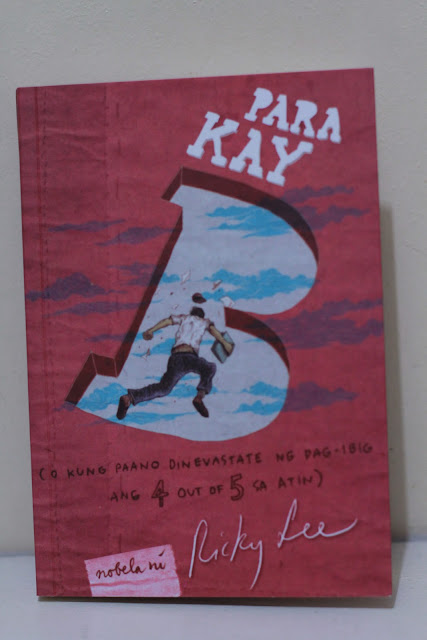 PARA
KAY
B
(O KUNG PAANO DINEVASTATE NG PAG-IBIG
ANG 4 OUT OF 5 SA ATIN)
nobela ni
Ricky Lee